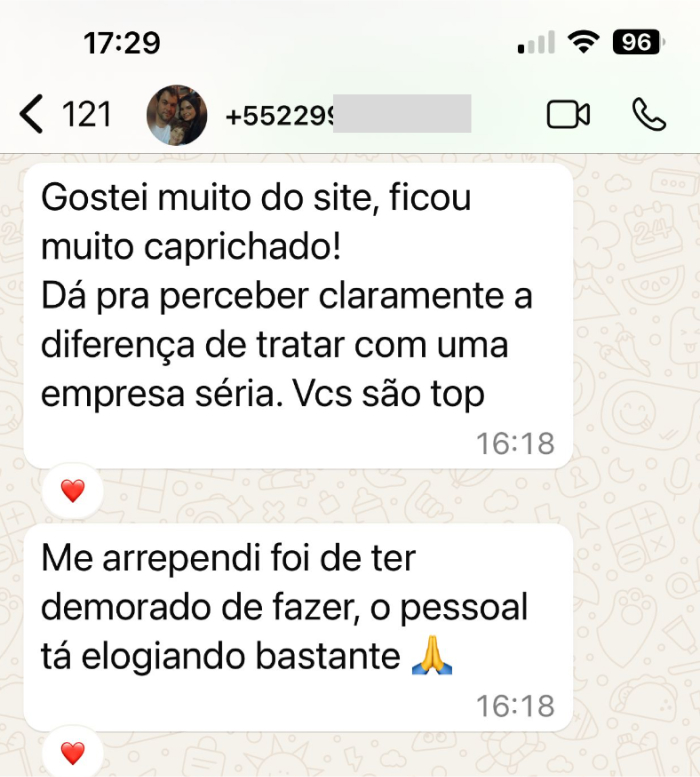 17:29
96
121
+552299
Gostei muito do site, ficou
muito caprichado!
Dá pra perceber claramente a
diferença de tratar com uma
empresa séria. Vcs são top
16:18
❤️
Me arrependi foi de ter
demorado de fazer, o pessoal
tá elogiando bastante 🙏
16:18
❤️